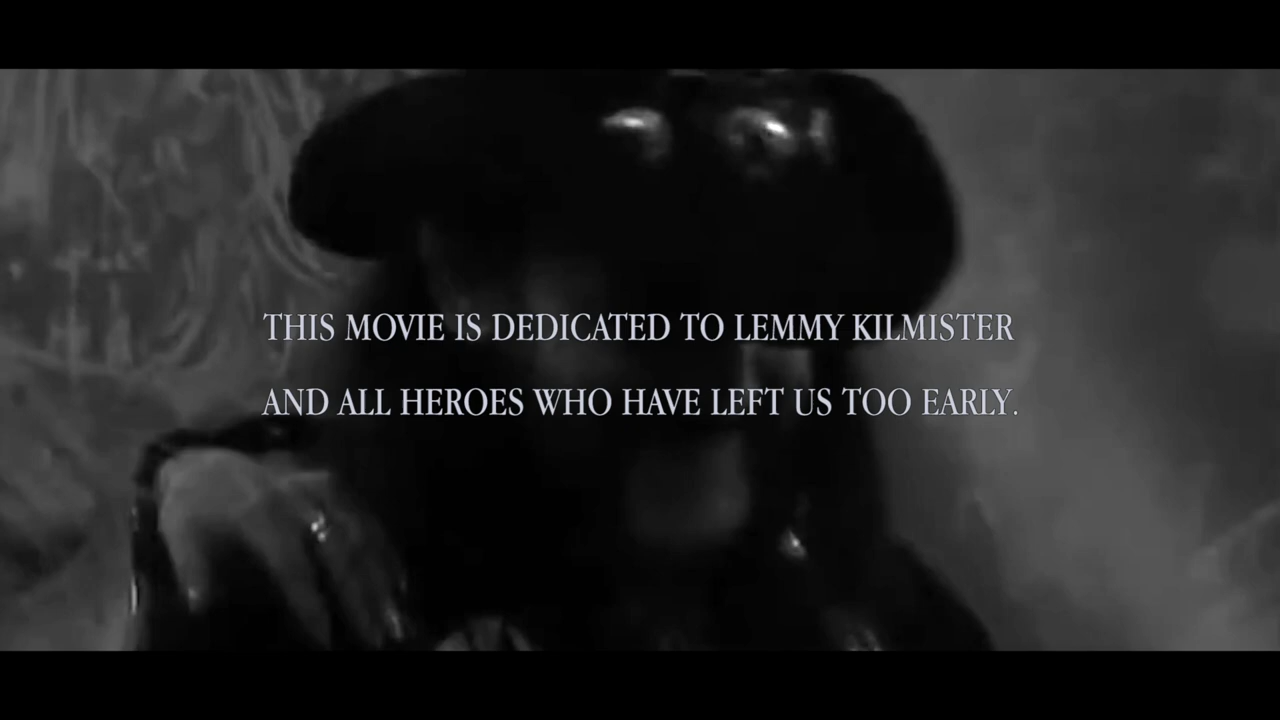 THIS MOVIE IS DEDICATED TO LEMMY KILMISTER
AND ALL HEROES WHO HAVE LEFT US TOO EARLY.